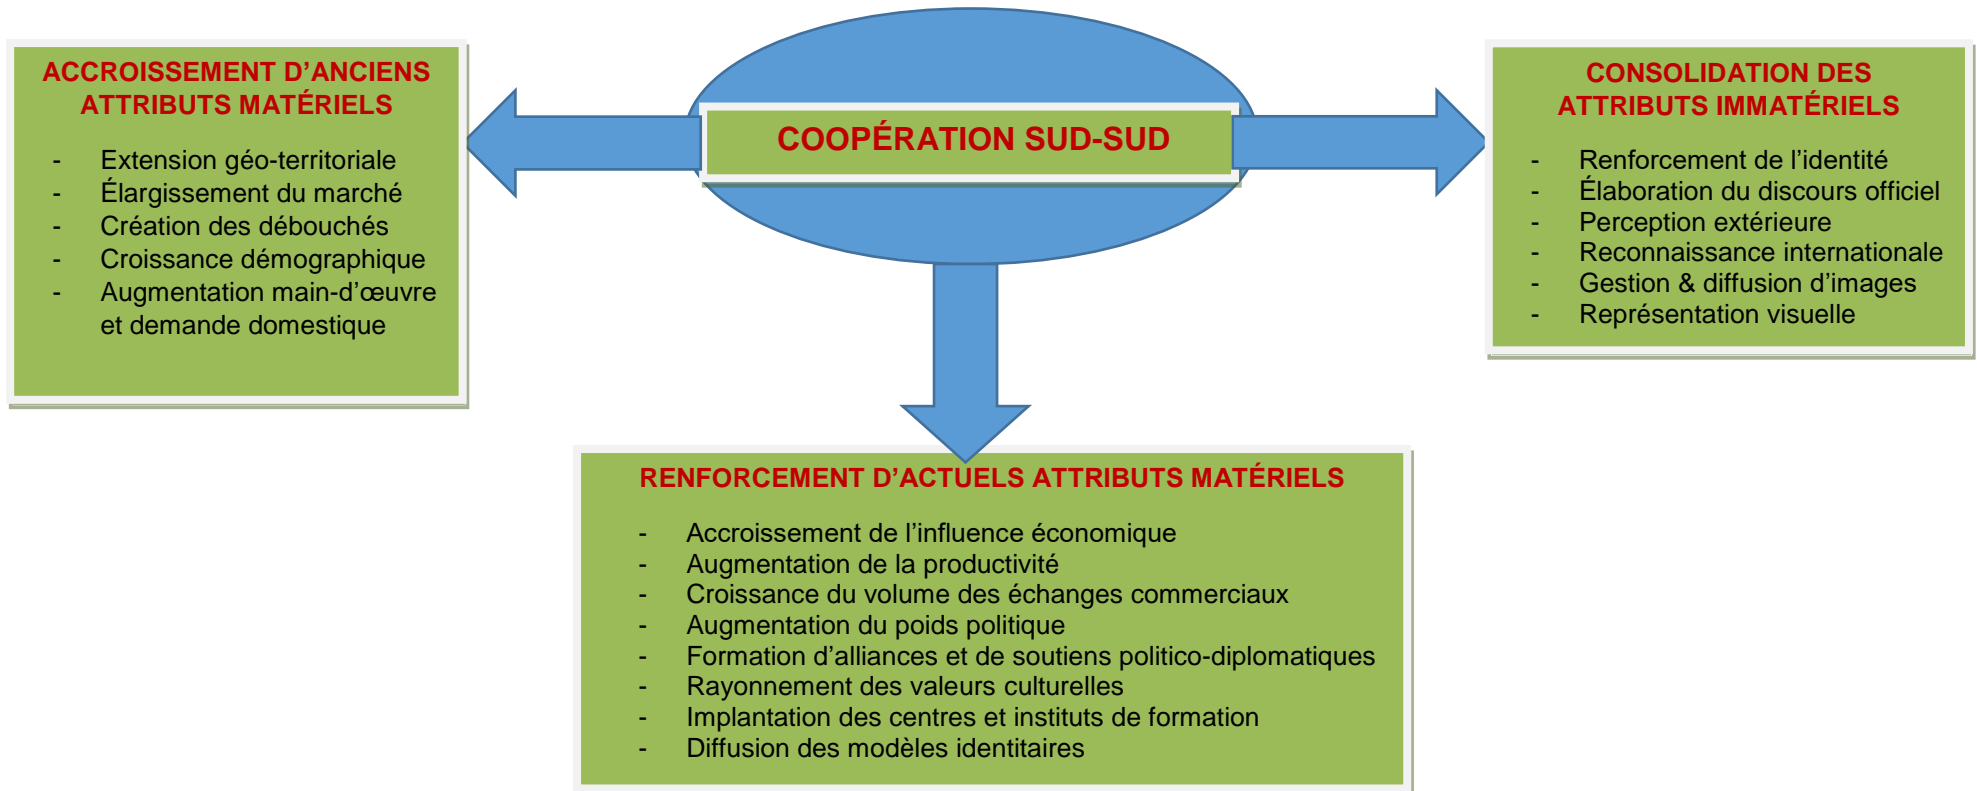 ACCROISSEMENT D’ANCIENS
ATTRIBUTS MATÉRIELS
- Extension géo-territoriale
- Élargissement du marché
- Création des débouchés
- Croissance démographique
- Augmentation main-d’œuvre
et demande domestique
COOPÉRATION SUD-SUD
CONSOLIDATION DES
ATTRIBUTS IMMATÉRIELS
- Renforcement de l’identité
- Élaboration du discours officiel
- Perception extérieure
- Reconnaissance internationale
- Gestion & diffusion d’images
- Représentation visuelle
RENFORCEMENT D’ACTUELS ATTRIBUTS MATÉRIELS
- Accroissement de l’influence économique
- Augmentation de la productivité
- Croissance du volume des échanges commerciaux
- Augmentation du poids politique
- Formation d’alliances et de soutiens politico-diplomatiques
- Rayonnement des valeurs culturelles
- Implantation des centres et instituts de formation
- Diffusion des modèles identitaires